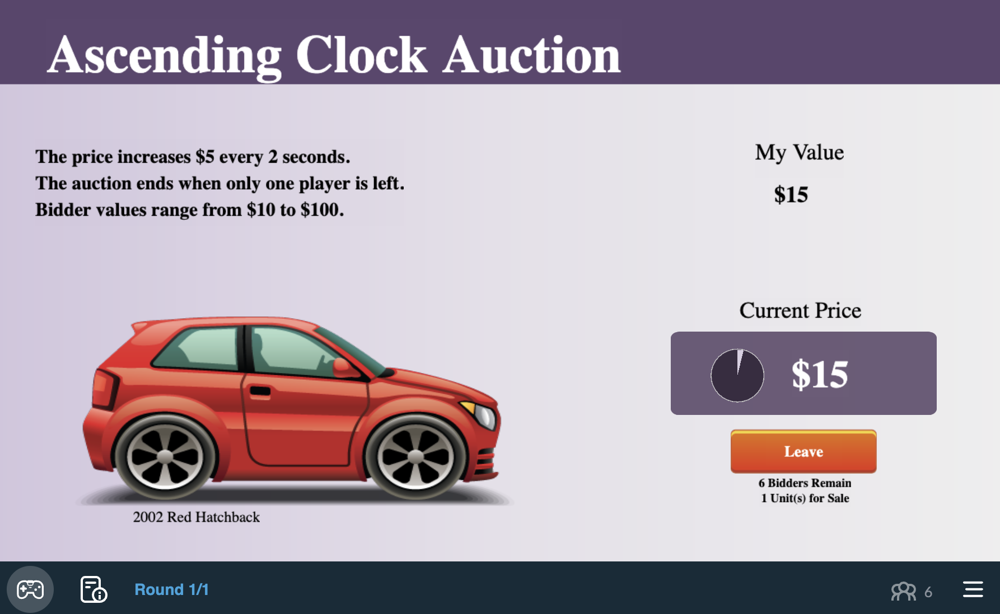 Ascending Clock Auction
The price increases $5 every 2 seconds.
The auction ends when only one player is left.
Bidder values range from $10 to $100.
My Value
$15
Current Price
$15
Leave
6 Bidders Remain
1 Unit(s) for Sale
2002 Red Hatchback
Round 1/1
6